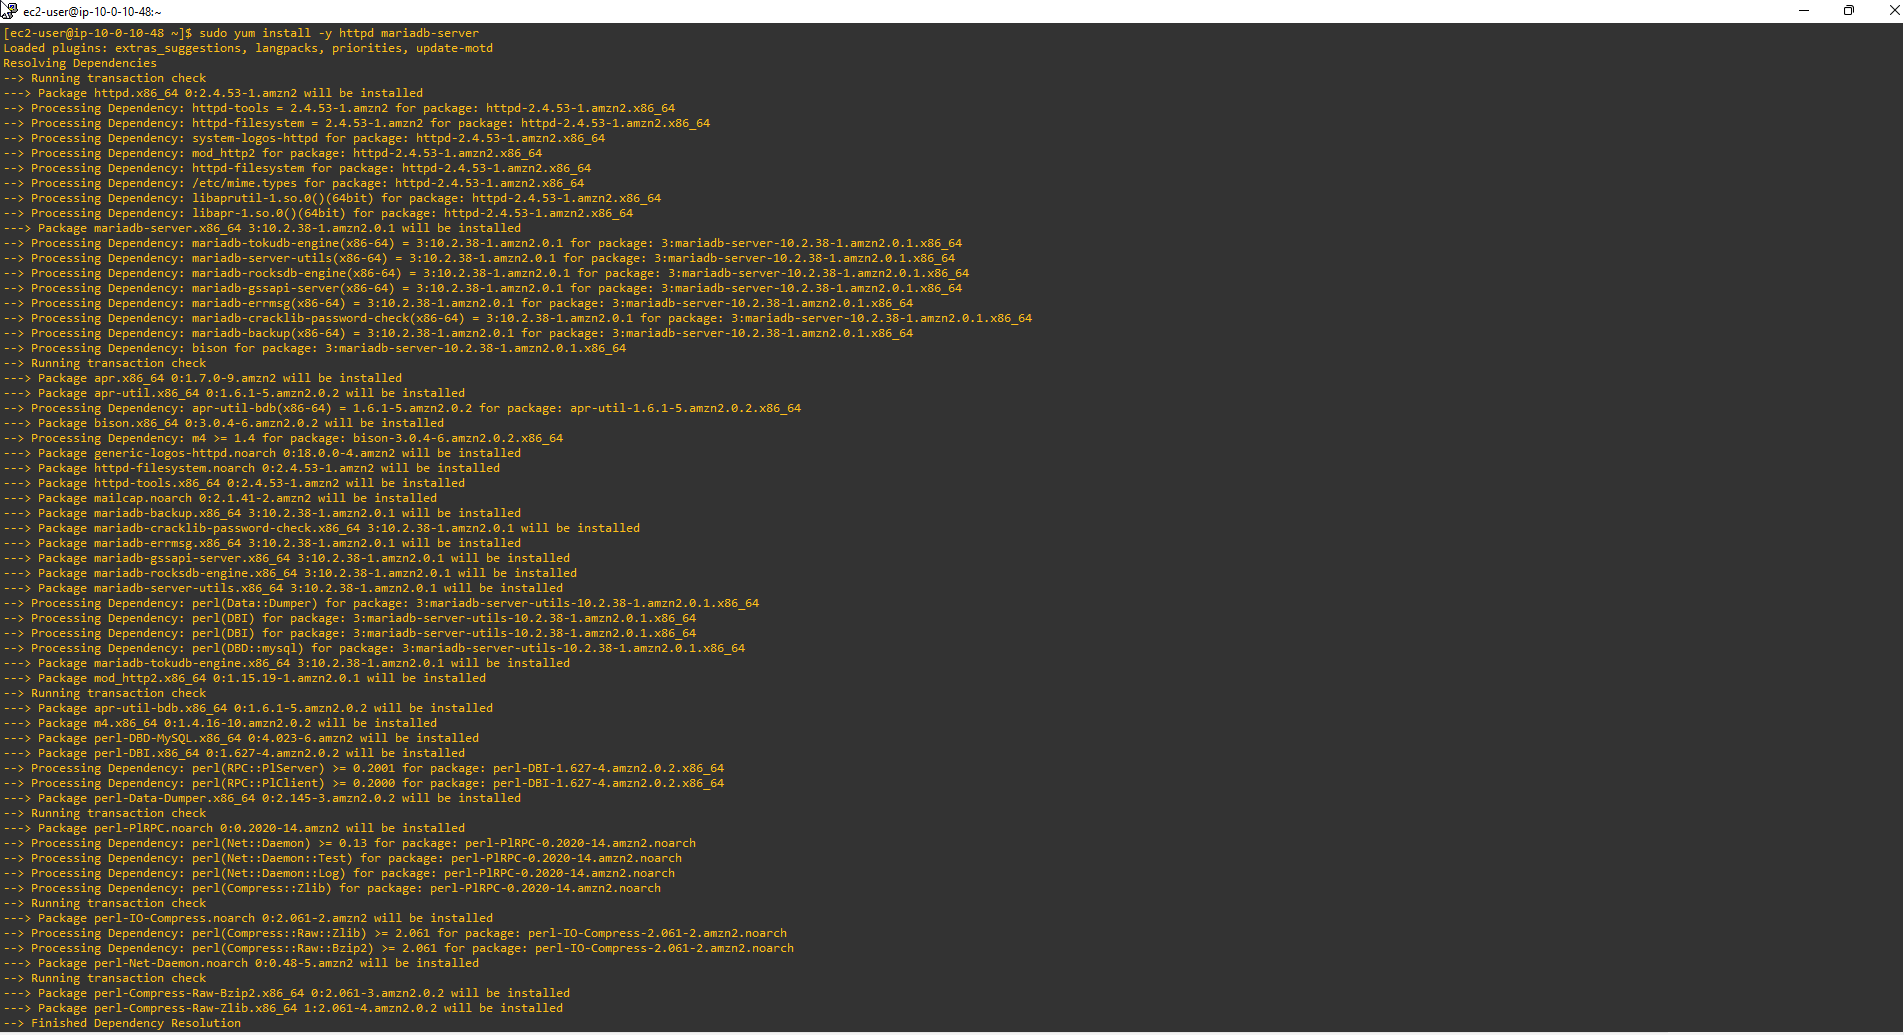 ec2-user@ip-10-0-10-48:~
[ec2-user@ip-10-0-10-48 ~]$ sudo yum install -y httpd mariadb-server
Loaded plugins: extras_suggestions, langpacks, priorities, update-motd
Resolving Dependencies
--> Running transaction check
---> Package httpd.x86_64 0:2.4.53-1.amzn2 will be installed
--> Processing Dependency: httpd-tools = 2.4.53-1.amzn2 for package: httpd-2.4.53-1.amzn2.x86_64
--> Processing Dependency: httpd-filesystem = 2.4.53-1.amzn2 for package: httpd-2.4.53-1.amzn2.x86_64
--> Processing Dependency: system-logos-httpd for package: httpd-2.4.53-1.amzn2.x86_64
--> Processing Dependency: mod_http2 for package: httpd-2.4.53-1.amzn2.x86_64
--> Processing Dependency: httpd-filesystem for package: httpd-2.4.53-1.amzn2.x86_64
--> Processing Dependency: /etc/mime.types for package: httpd-2.4.53-1.amzn2.x86_64
--> Processing Dependency: libaprutil-1.so.0()(64bit) for package: httpd-2.4.53-1.amzn2.x86_64
--> Processing Dependency: libapr-1.so.0()(64bit) for package: httpd-2.4.53-1.amzn2.x86_64
---> Package mariadb-server.x86_64 3:10.2.38-1.amzn2.0.1 will be installed
--> Processing Dependency: mariadb-tokudb-engine(x86-64) = 3:10.2.38-1.amzn2.0.1 for package: 3:mariadb-server-10.2.38-1.amzn2.0.1.x86_64
--> Processing Dependency: mariadb-server-utils(x86-64) = 3:10.2.38-1.amzn2.0.1 for package: 3:mariadb-server-10.2.38-1.amzn2.0.1.x86_64
--> Processing Dependency: mariadb-rocksdb-engine(x86-64) = 3:10.2.38-1.amzn2.0.1 for package: 3:mariadb-server-10.2.38-1.amzn2.0.1.x86_64
--> Processing Dependency: mariadb-gssapi-server(x86-64) = 3:10.2.38-1.amzn2.0.1 for package: 3:mariadb-server-10.2.38-1.amzn2.0.1.x86_64
--> Processing Dependency: mariadb-errmsg(x86-64) = 3:10.2.38-1.amzn2.0.1 for package: 3:mariadb-server-10.2.38-1.amzn2.0.1.x86_64
--> Processing Dependency: mariadb-cracklib-password-check(x86-64) = 3:10.2.38-1.amzn2.0.1 for package: 3:mariadb-server-10.2.38-1.amzn2.0.1.x86_64
--> Processing Dependency: mariadb-backup(x86-64) = 3:10.2.38-1.amzn2.0.1 for package: 3:mariadb-server-10.2.38-1.amzn2.0.1.x86_64
--> Processing Dependency: bison for package: 3:mariadb-server-10.2.38-1.amzn2.0.1.x86_64
--> Running transaction check
---> Package apr.x86_64 0:1.7.0-9.amzn2 will be installed
---> Package apr-util.x86_64 0:1.6.1-5.amzn2.0.2 will be installed
--> Processing Dependency: apr-util-bdb(x86-64) = 1.6.1-5.amzn2.0.2 for package: apr-util-1.6.1-5.amzn2.0.2.x86_64
---> Package bison.x86_64 0:3.0.4-6.amzn2.0.2 will be installed
--> Processing Dependency: m4 >= 1.4 for package: bison-3.0.4-6.amzn2.0.2.x86_64
---> Package generic-logos-httpd.noarch 0:18.0.0-4.amzn2 will be installed
---> Package httpd-filesystem.noarch 0:2.4.53-1.amzn2 will be installed
---> Package httpd-tools.x86_64 0:2.4.53-1.amzn2 will be installed
---> Package mailcap.noarch 0:2.1.41-2.amzn2 will be installed
---> Package mariadb-backup.x86_64 3:10.2.38-1.amzn2.0.1 will be installed
---> Package mariadb-cracklib-password-check.x86_64 3:10.2.38-1.amzn2.0.1 will be installed
---> Package mariadb-errmsg.x86_64 3:10.2.38-1.amzn2.0.1 will be installed
---> Package mariadb-gssapi-server.x86_64 3:10.2.38-1.amzn2.0.1 will be installed
---> Package mariadb-rocksdb-engine.x86_64 3:10.2.38-1.amzn2.0.1 will be installed
---> Package mariadb-server-utils.x86_64 3:10.2.38-1.amzn2.0.1 will be installed
--> Processing Dependency: perl(Data::Dumper) for package: 3:mariadb-server-utils-10.2.38-1.amzn2.0.1.x86_64
--> Processing Dependency: perl(DBI) for package: 3:mariadb-server-utils-10.2.38-1.amzn2.0.1.x86_64
--> Processing Dependency: perl(DBI) for package: 3:mariadb-server-utils-10.2.38-1.amzn2.0.1.x86_64
--> Processing Dependency: perl(DBD::mysql) for package: 3:mariadb-server-utils-10.2.38-1.amzn2.0.1.x86_64
---> Package mariadb-tokudb-engine.x86_64 3:10.2.38-1.amzn2.0.1 will be installed
---> Package mod_http2.x86_64 0:1.15.19-1.amzn2.0.1 will be installed
--> Running transaction check
---> Package apr-util-bdb.x86_64 0:1.6.1-5.amzn2.0.2 will be installed
---> Package m4.x86_64 0:1.4.16-10.amzn2.0.2 will be installed
---> Package perl-DBD-MySQL.x86_64 0:4.023-6.amzn2 will be installed
---> Package perl-DBI.x86_64 0:1.627-4.amzn2.0.2 will be installed
--> Processing Dependency: perl(RPC::PlServer) >= 0.2001 for package: perl-DBI-1.627-4.amzn2.0.2.x86_64
--> Processing Dependency: perl(RPC::PlClient) >= 0.2000 for package: perl-DBI-1.627-4.amzn2.0.2.x86_64
---> Package perl-Data-Dumper.x86_64 0:2.145-3.amzn2.0.2 will be installed
--> Running transaction check
---> Package perl-PlRPC.noarch 0:0.2020-14.amzn2 will be installed
--> Processing Dependency: perl(Net::Daemon) >= 0.13 for package: perl-PlRPC-0.2020-14.amzn2.noarch
--> Processing Dependency: perl(Net::Daemon::Test) for package: perl-PlRPC-0.2020-14.amzn2.noarch
--> Processing Dependency: perl(Net::Daemon::Log) for package: perl-PlRPC-0.2020-14.amzn2.noarch
--> Processing Dependency: perl(Compress::Zlib) for package: perl-PlRPC-0.2020-14.amzn2.noarch
--> Running transaction check
---> Package perl-IO-Compress.noarch 0:2.061-2.amzn2 will be installed
--> Processing Dependency: perl(Compress::Raw::Zlib) >= 2.061 for package: perl-IO-Compress-2.061-2.amzn2.noarch
--> Processing Dependency: perl(Compress::Raw::Bzip2) >= 2.061 for package: perl-IO-Compress-2.061-2.amzn2.noarch
---> Package perl-Net-Daemon.noarch 0:0.48-5.amzn2 will be installed
--> Running transaction check
---> Package perl-Compress-Raw-Bzip2.x86_64 0:2.061-3.amzn2.0.2 will be installed
---> Package perl-Compress-Raw-Zlib.x86_64 1:2.061-4.amzn2.0.2 will be installed
--> Finished Dependency Resolution